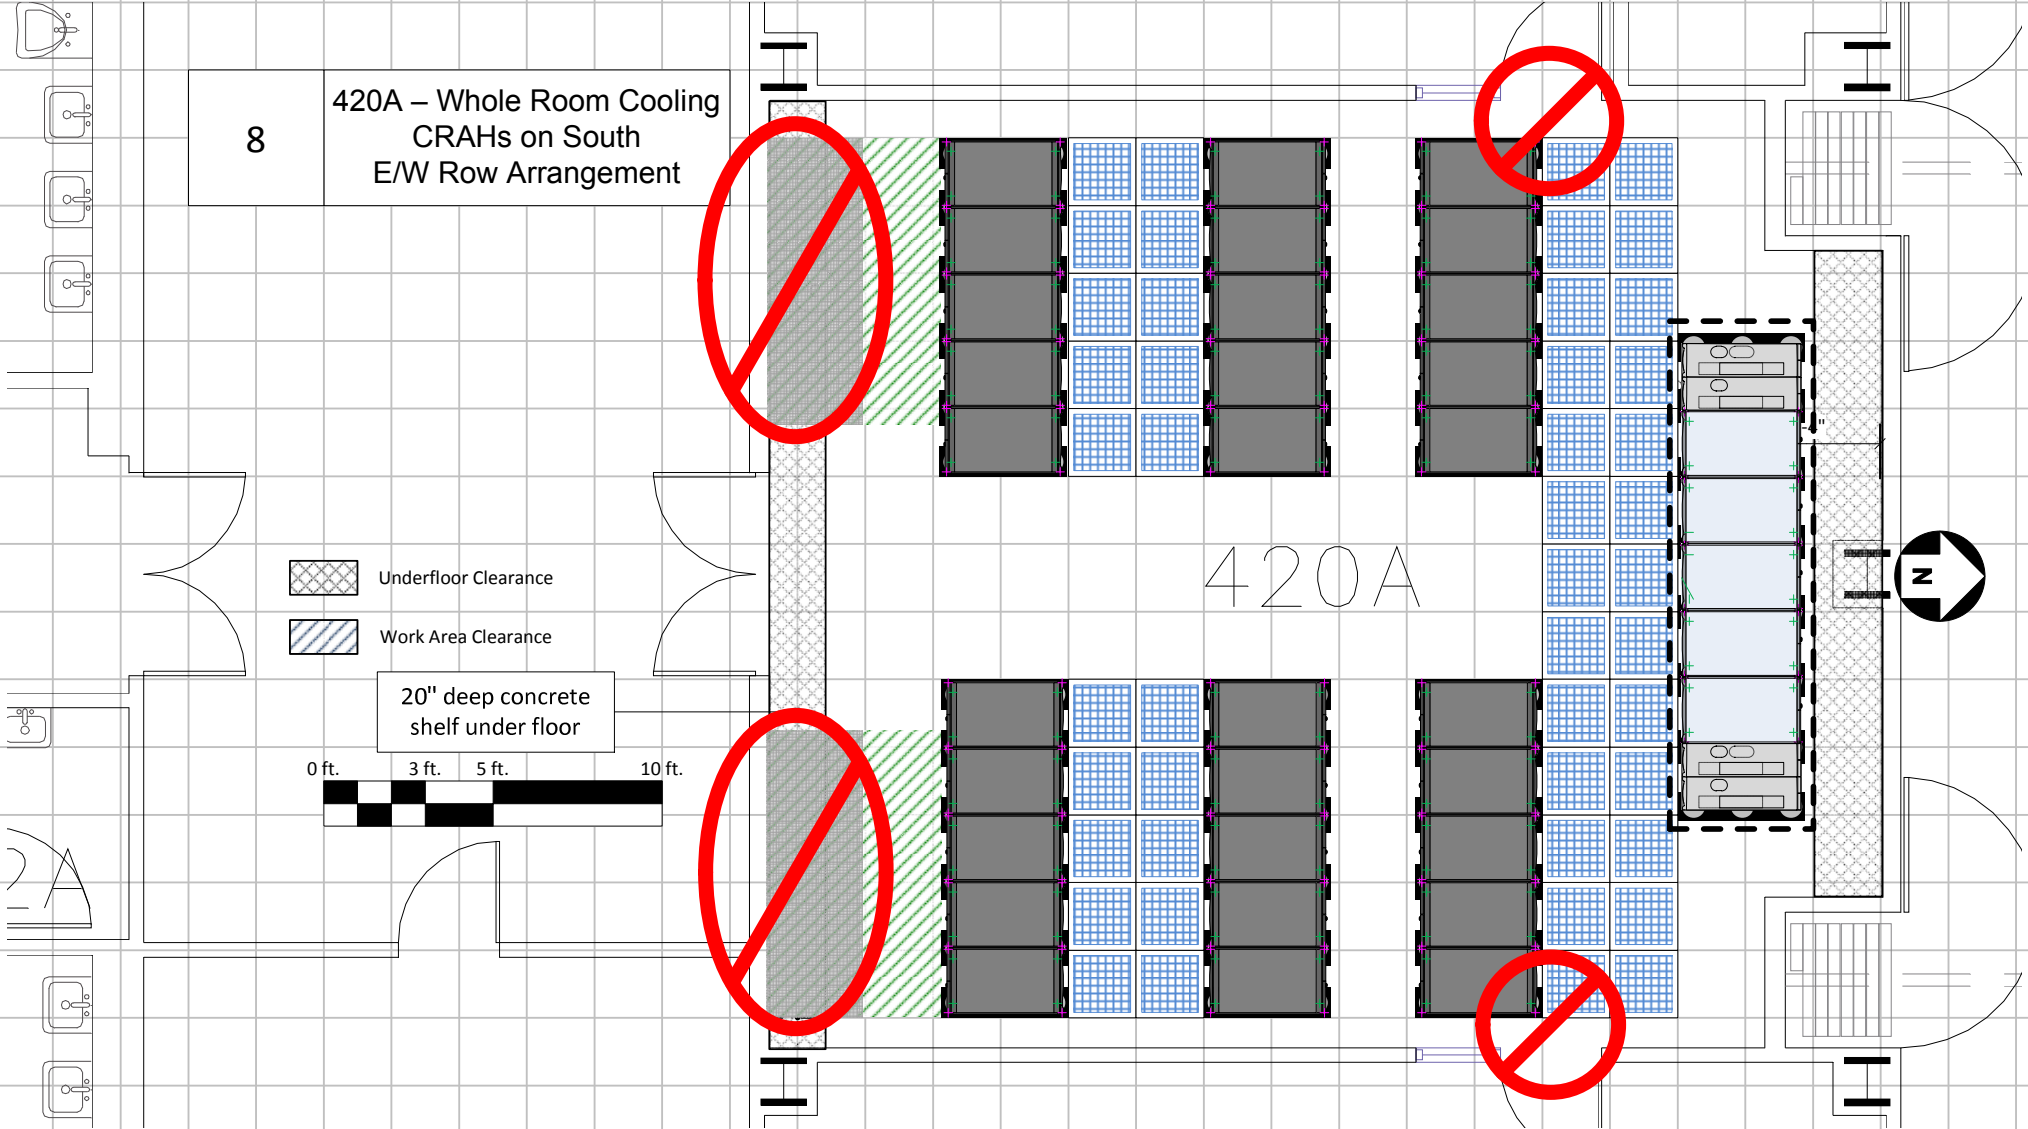 8
420A – Whole Room Cooling
CRAHs on South
E/W Row Arrangement
Underfloor Clearance
Work Area Clearance
20" deep concrete
shelf under floor
0 ft. 3 ft. 5 ft. 10 ft.
420A
N
2A